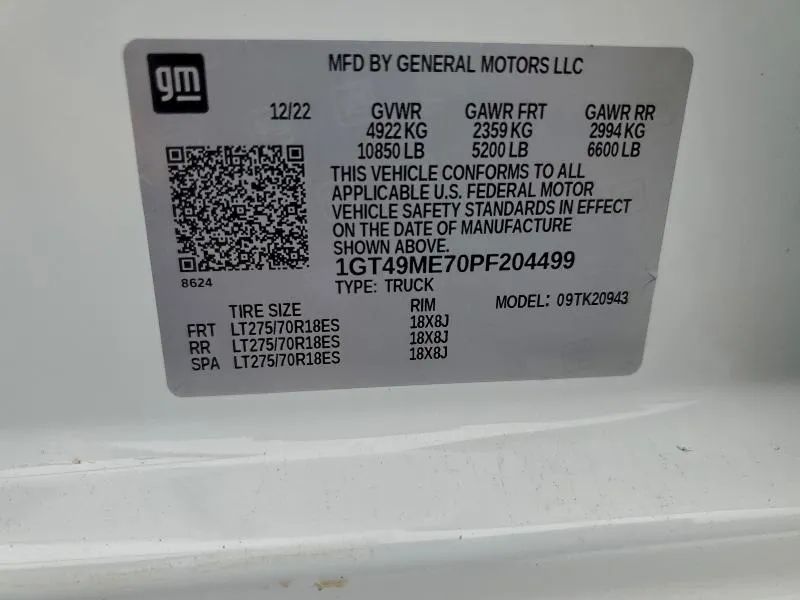 gm
MFD BY GENERAL MOTORS LLC
12/22 GVWR GAWR FRT GAWR RR
4922 KG 2359 KG 2994 KG
10850 LB 5200 LB 6600 LB
THIS VEHICLE CONFORMS TO ALL
APPLICABLE U.S. FEDERAL MOTOR
VEHICLE SAFETY STANDARDS IN EFFECT
ON THE DATE OF MANUFACTURE
SHOWN ABOVE.
8624
1GT49ME70PF204499
TYPE: TRUCK MODEL: 09TK20943
TIRE SIZE RIM
FRT LT275/70R18ES 18X8J
RR LT275/70R18ES 18X8J
SPA LT275/70R18ES 18X8J